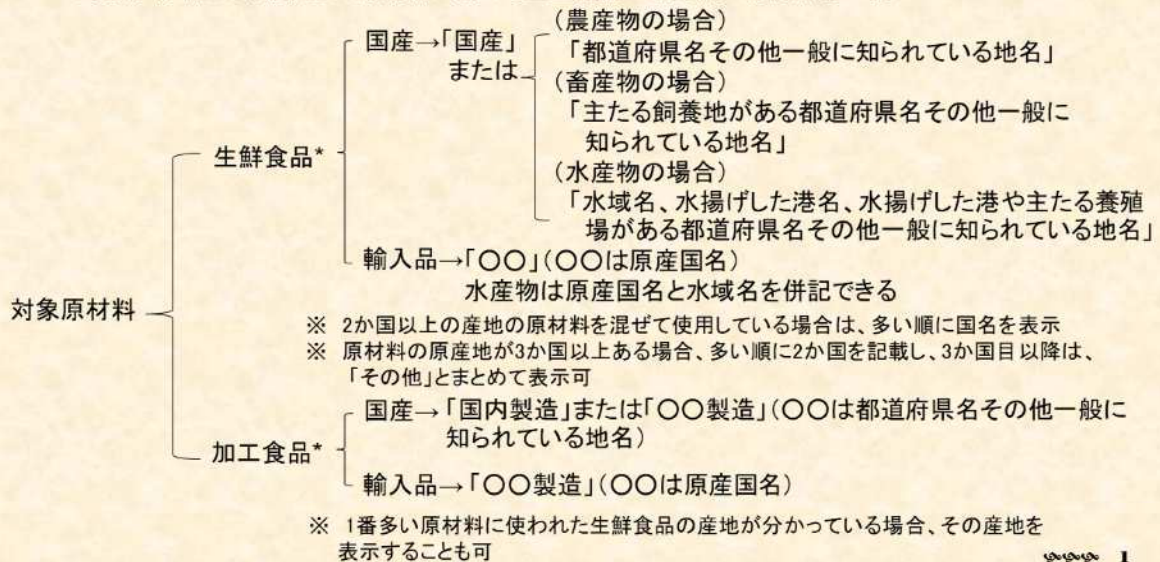 (農産物の場合)
国産→「国産」
または
「都道府県名その他一般に知られている地名」
(畜産物の場合)
「主たる飼養地がある都道府県名その他一般に
知られている地名」
生鮮食品*
(水産物の場合)
「水域名、水揚げした港名、水揚げした港や主たる養殖
場がある都道府県名その他一般に知られている地名」
輸入品→「〇〇」(〇〇は原産国名)
水産物は原産国名と水域名を併記できる
対象原材料
※ 2か国以上の産地の原材料を混ぜて使用している場合は、多い順に国名を表示
※ 原材料の原産地が3か国以上ある場合、多い順に2か国を記載し、3か国目以降は、
「その他」とまとめて表示可
国産→「国内製造」または「〇〇製造」(〇〇は都道府県名その他一般に
知られている地名)
加工食品*
輸入品→「〇〇製造」(〇〇は原産国名)
※ 1番多い原材料に使われた生鮮食品の産地が分かっている場合、その産地を
表示することも可
1